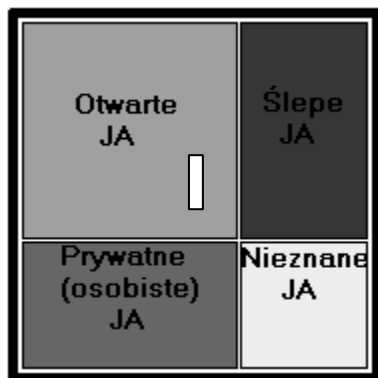 Otwarte
JA
Ślepe
JA
Prywatne
(osobiste)
JA
Nieznane
JA